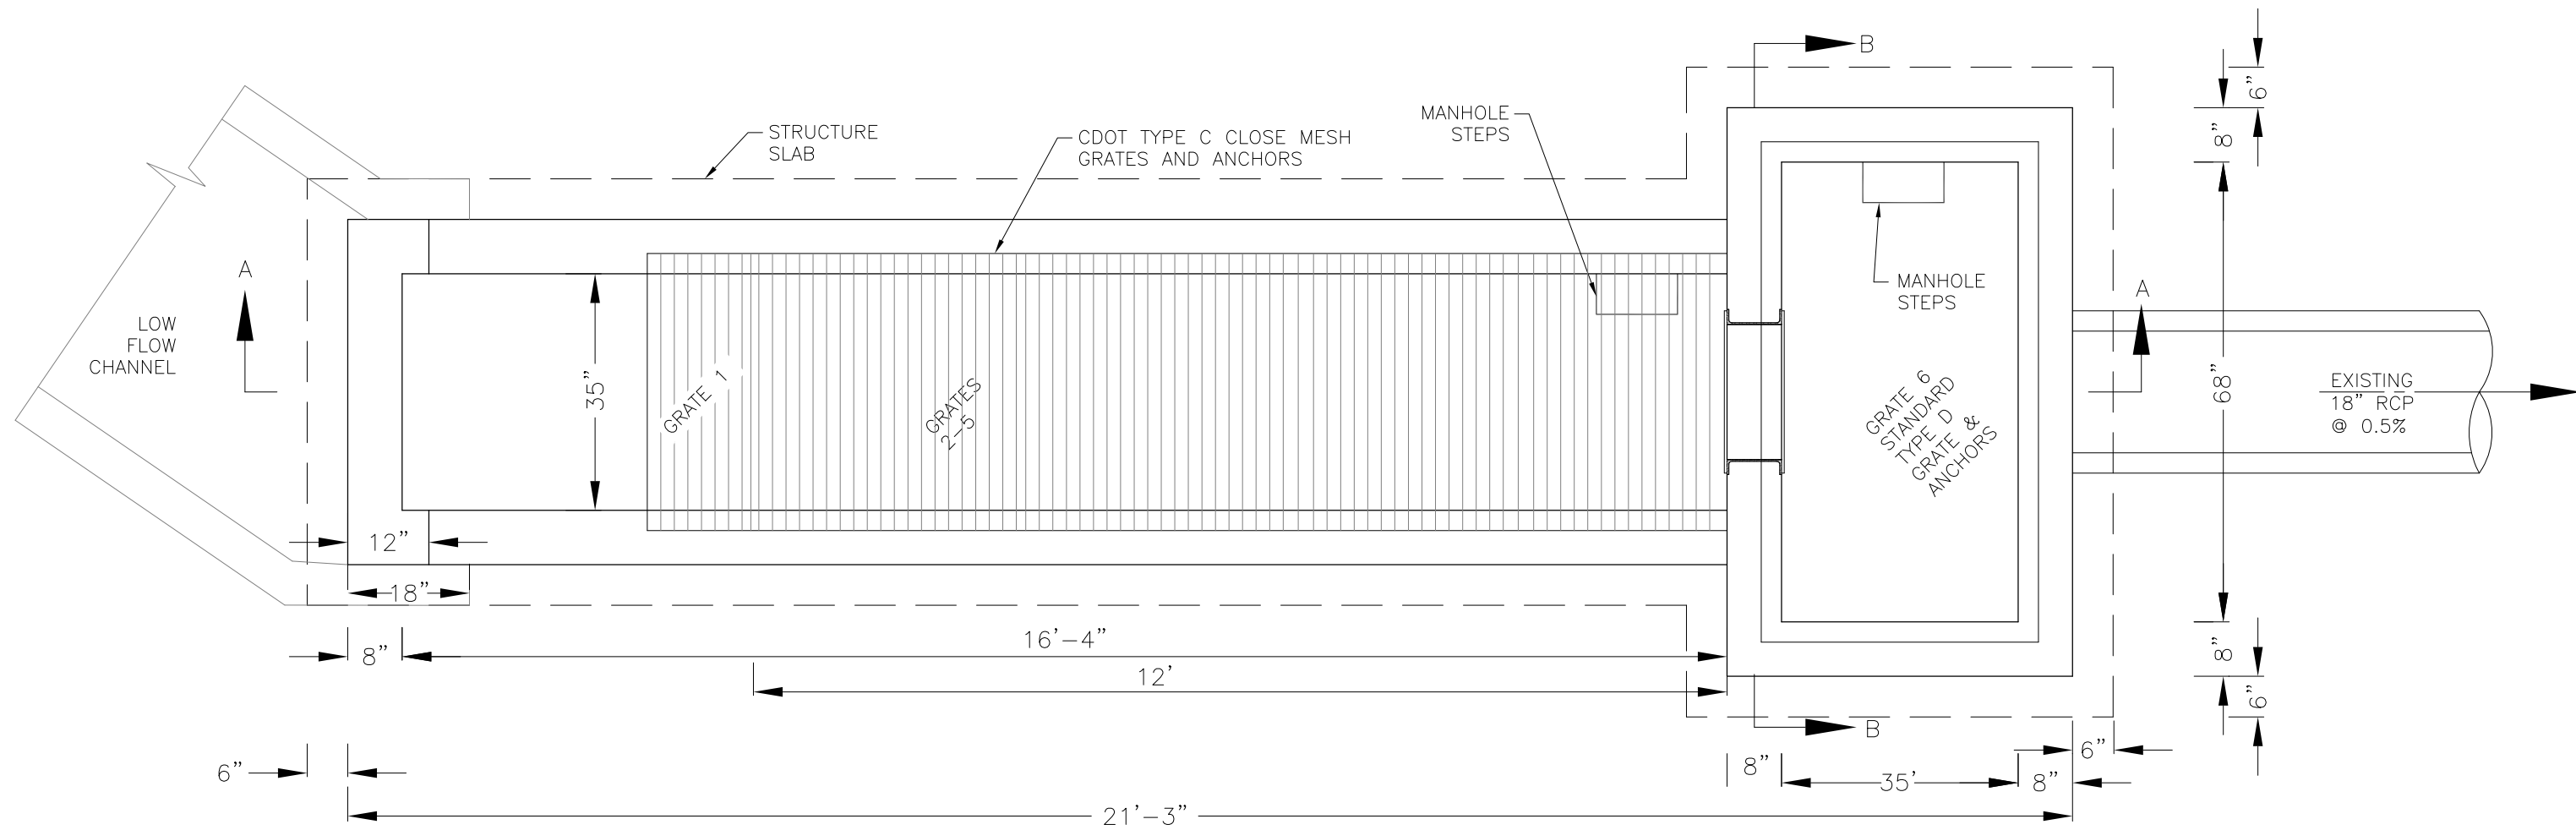 B
6”
8”
MANHOLE
STEPS
STRUCTURE
SLAB
CDOT TYPE C CLOSE MESH
GRATES AND ANCHORS
A
MANHOLE
STEPS
A
LOW
FLOW
CHANNEL
35”
GRATE 1
GRATES
2-5
GRATE 6
STANDARD
TYPE D
GRATE &
ANCHORS
68”
EXISTING
18” RCP
@ 0.5%
12”
18”
8”
16’-4”
12’
8”
6”
B
6”
6”
8”
35’
8”
21’-3”